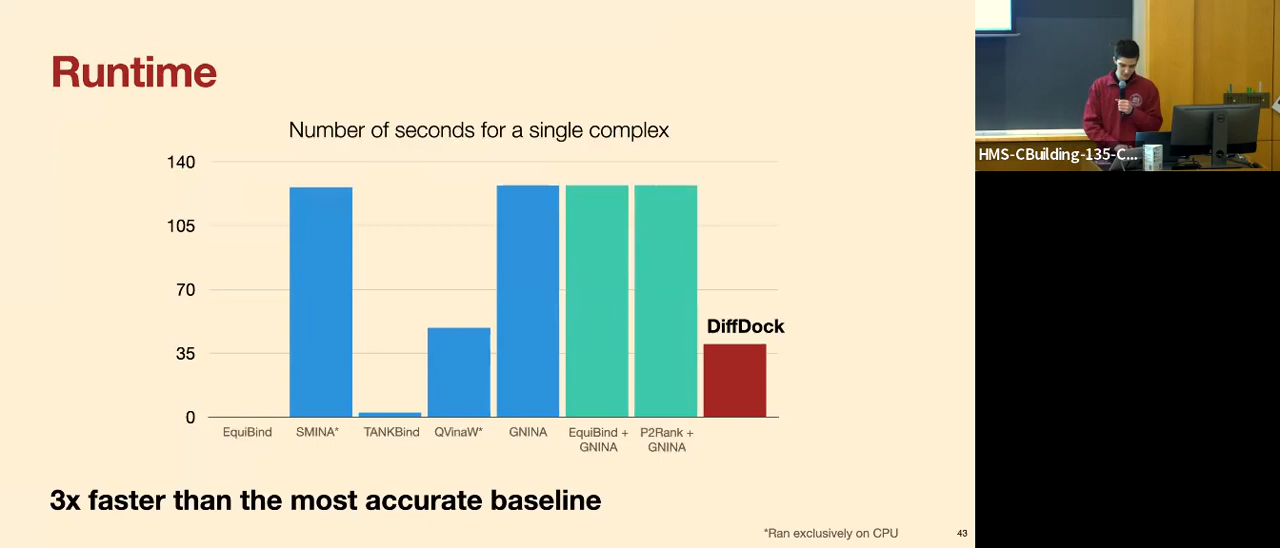 Runtime
Number of seconds for a single complex
140
105
70
35
0
DiffDock
EquiBind
SMINA*
TANKBind
QVinaW*
GNINA
EquiBind +
GNINA
P2Rank +
GNINA
3x faster than the most accurate baseline
*Ran exclusively on CPU
43
HMS-CBuilding-135-C...